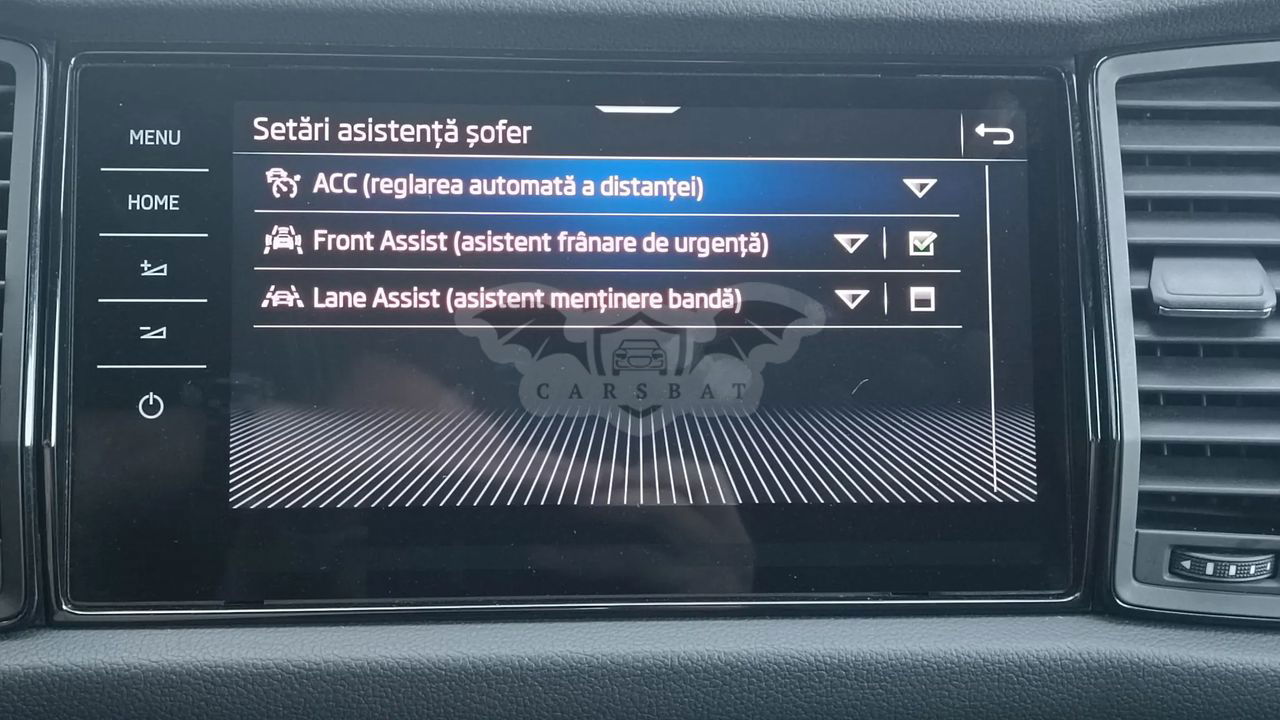 Setări asistență șofer
MENU
ACC (reglarea automată a distanței)
HOME
Front Assist (asistent frânare de urgență)
Lane Assist (asistent menținere bandă)
CARSBAT